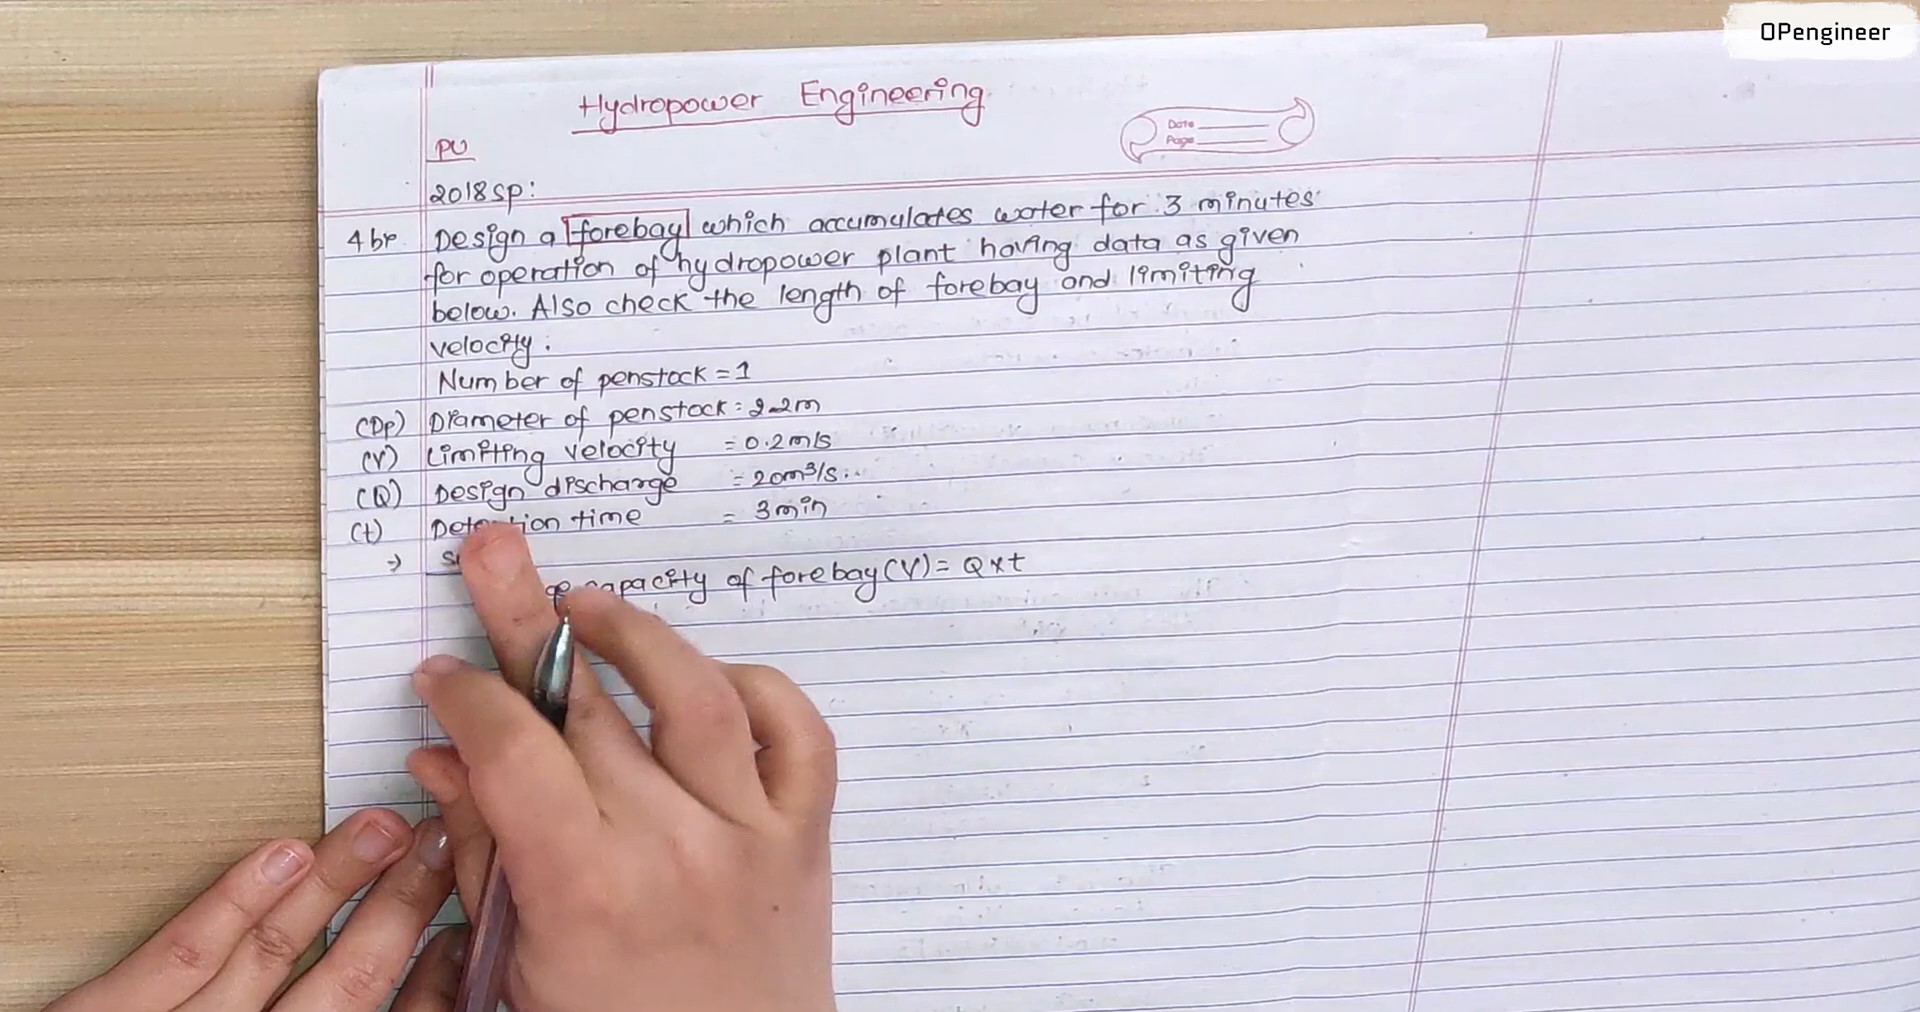 OPengineer
Hydropower Engineering
Date
Page
PU
2018 sp:
4 b) Design a forebay which accumulates water for 3 minutes
for operation of hydropower plant having data as given
below. Also check the length of forebay and limiting
velocity:
Number of penstock = 1
(Dp) Diameter of penstock = 2.2m
(V) Limiting velocity = 0.2m/s
(Q) Design discharge = 20m³/s.
(t) time = 3min
→
capacity of forebay (V) = Q×t